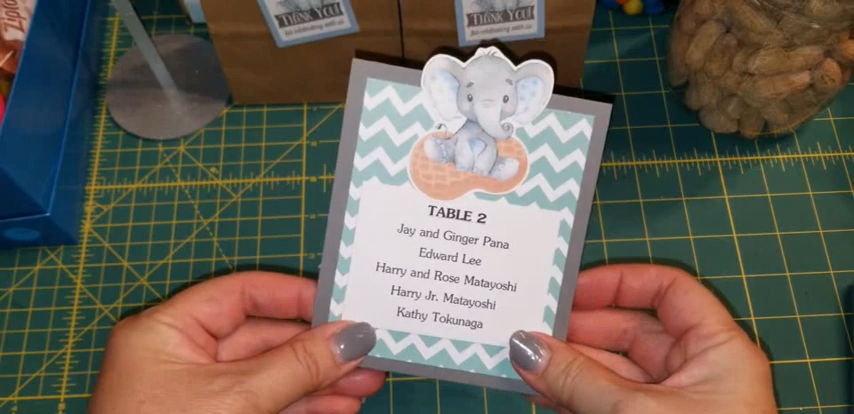 THANK YOU!
for celebrating with us
THANK YOU!
for celebrating with us
Ziploc
TABLE 2
Jay and Ginger Pana
Edward Lee
Harry and Rose Matayoshi
Harry Jr. Matayoshi
Kathy Tokunaga